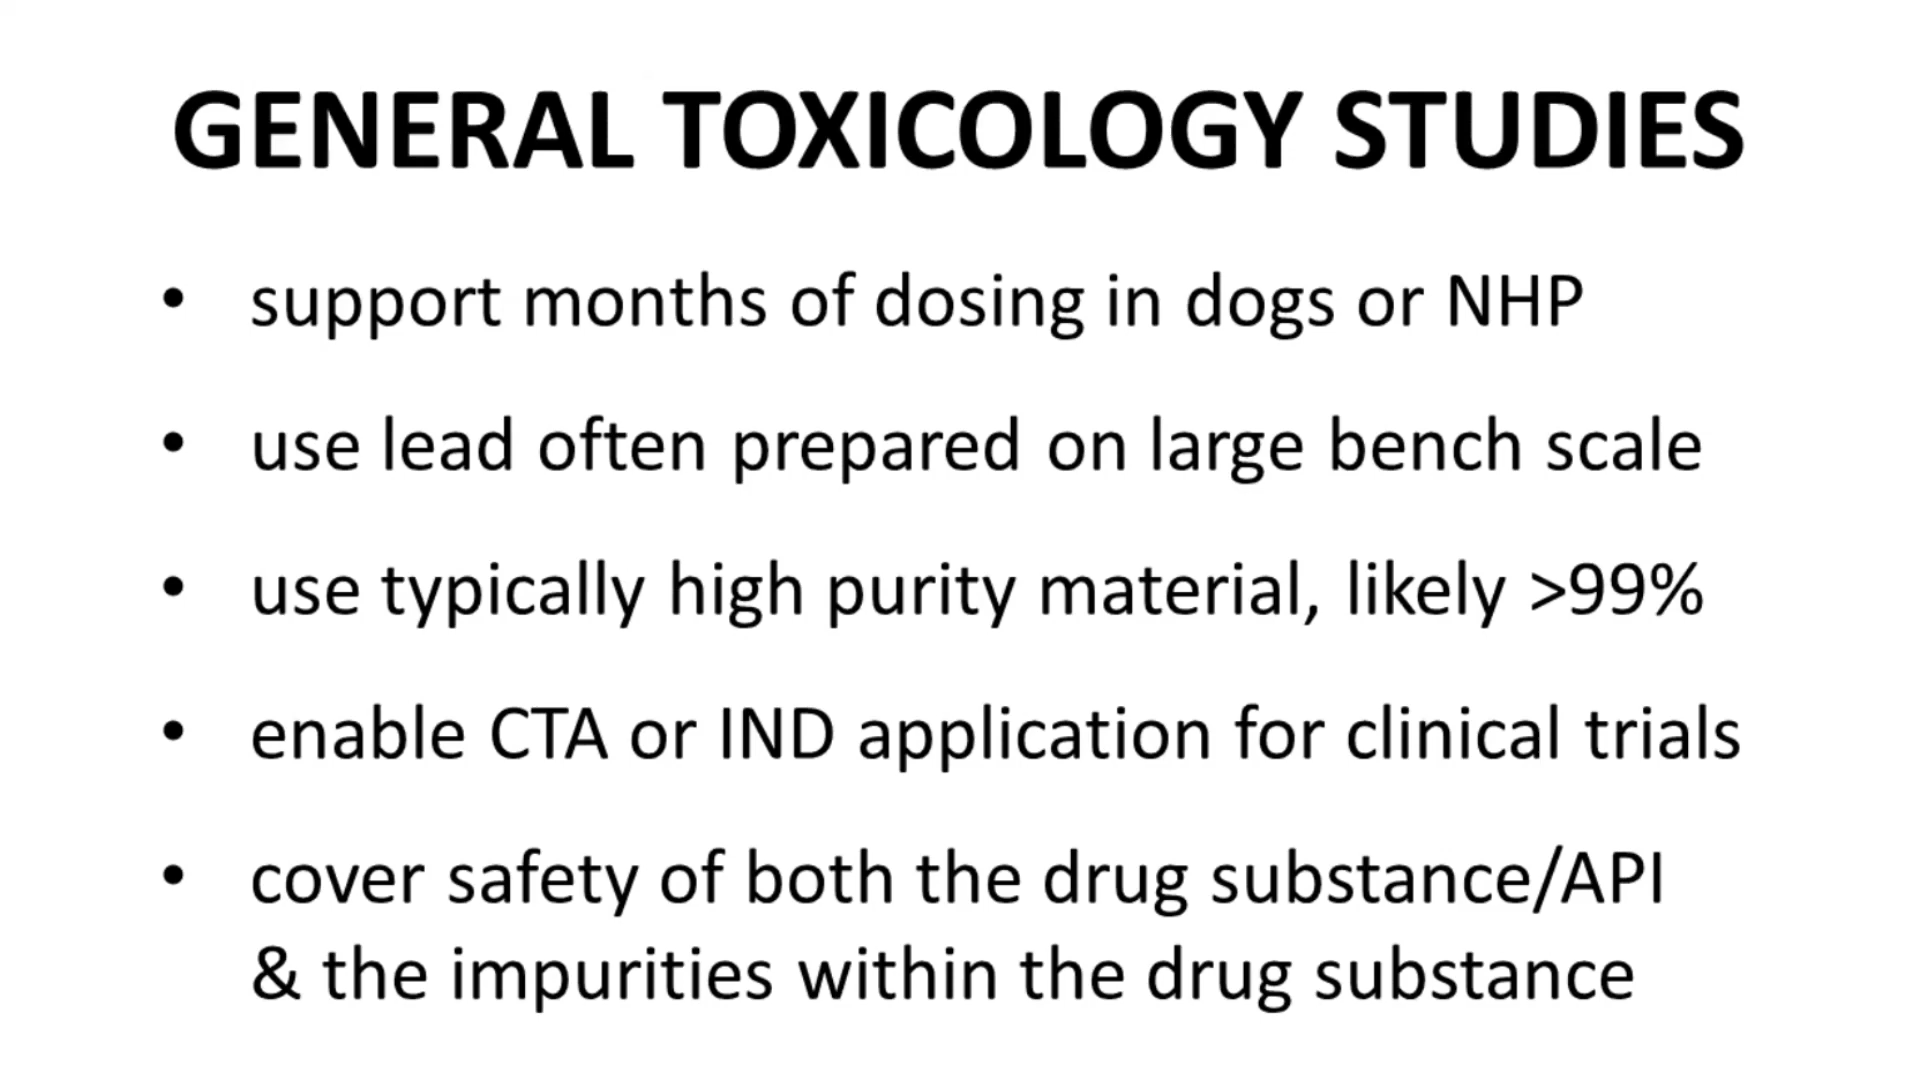 GENERAL TOXICOLOGY STUDIES
• support months of dosing in dogs or NHP
• use lead often prepared on large bench scale
• use typically high purity material, likely >99%
• enable CTA or IND application for clinical trials
• cover safety of both the drug substance/API
& the impurities within the drug substance